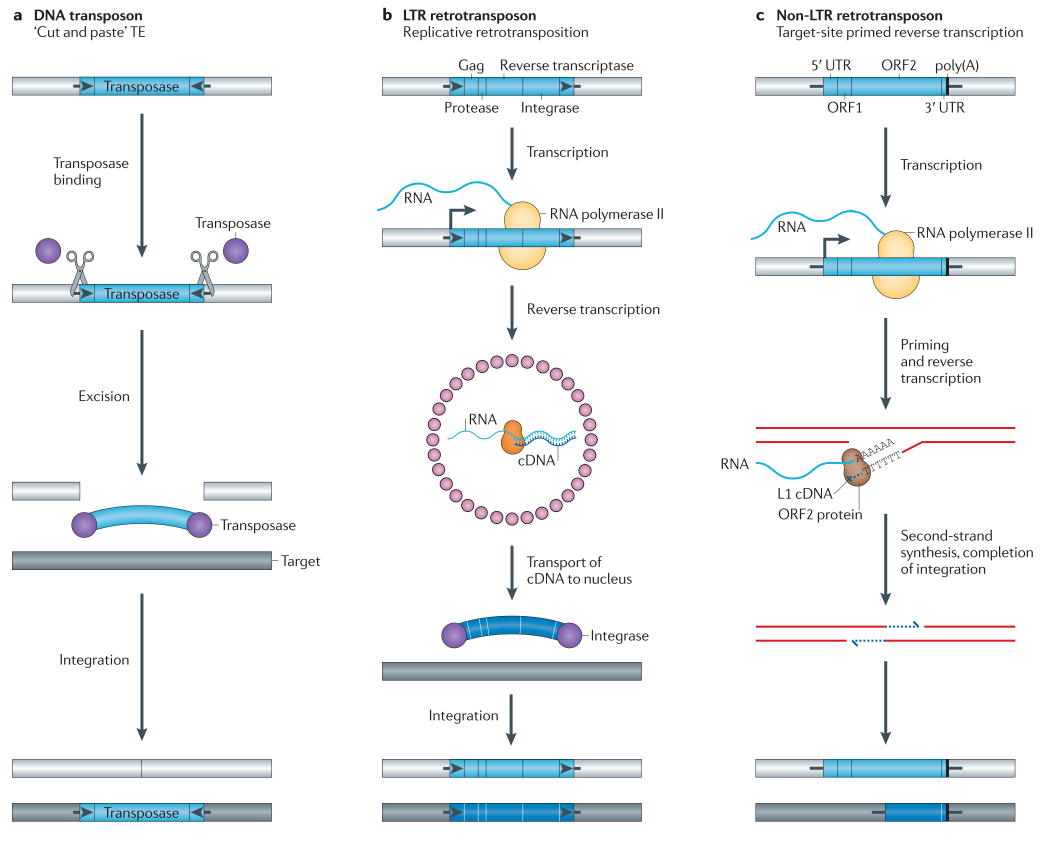 a DNA transposon
'Cut and paste' TE
Transposase
Transposase
binding
Transposase
Transposase
Excision
Transposase
Target
Integration
Transposase
b LTR retrotransposon
Replicative retrotransposition
Gag
Reverse transcriptase
Protease
Integrase
Transcription
RNA
RNA polymerase II
Reverse transcription
RNA
cDNA
Transport of
cDNA to nucleus
Integrase
Integration
c Non-LTR retrotransposon
Target-site primed reverse transcription
5′ UTR
ORF2
poly(A)
ORF1
3′ UTR
Transcription
RNA
RNA polymerase II
Priming
and reverse
transcription
AAAAAA
TTTTTT
RNA
L1 cDNA
ORF2 protein
Second-strand
synthesis, completion
of integration